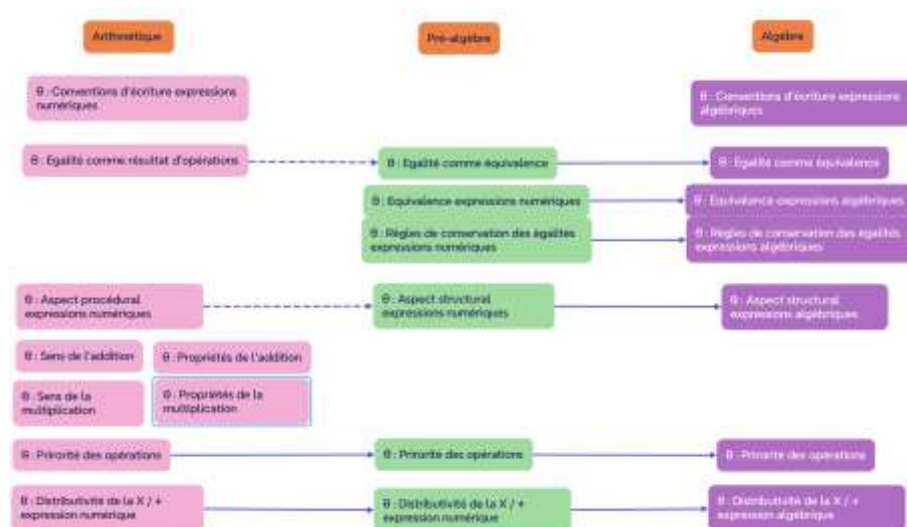 Arithmétique
Pré-algèbre
Algèbre
θ : Conventions d'écriture expressions
numériques
θ : Conventions d'écriture expressions
algébriques
θ : Egalité comme résultat d'opérations
θ : Egalité comme équivalence
θ : Egalité comme équivalence
θ : Equivalence expressions numériques
θ : Equivalence expressions algébriques
θ : Règles de conservation des égalités
expressions numériques
θ : Règles de conservation des égalités
expressions algébriques
θ : Aspect procédural
expressions numériques
θ : Aspect structural
expressions numériques
θ : Aspect structural
expressions algébriques
θ : Sens de l'addition
θ : Propriétés de l'addition
θ : Sens de la
multiplication
θ : Propriétés de la
multiplication
θ : Prirorité des opérations
θ : Prirorité des opérations
θ : Prirorité des opérations
θ : Distributivité de la X / +
expression numérique
θ : Distributivité de la X / +
expression numérique
θ : Distributivité de la X / +
expression algébrique